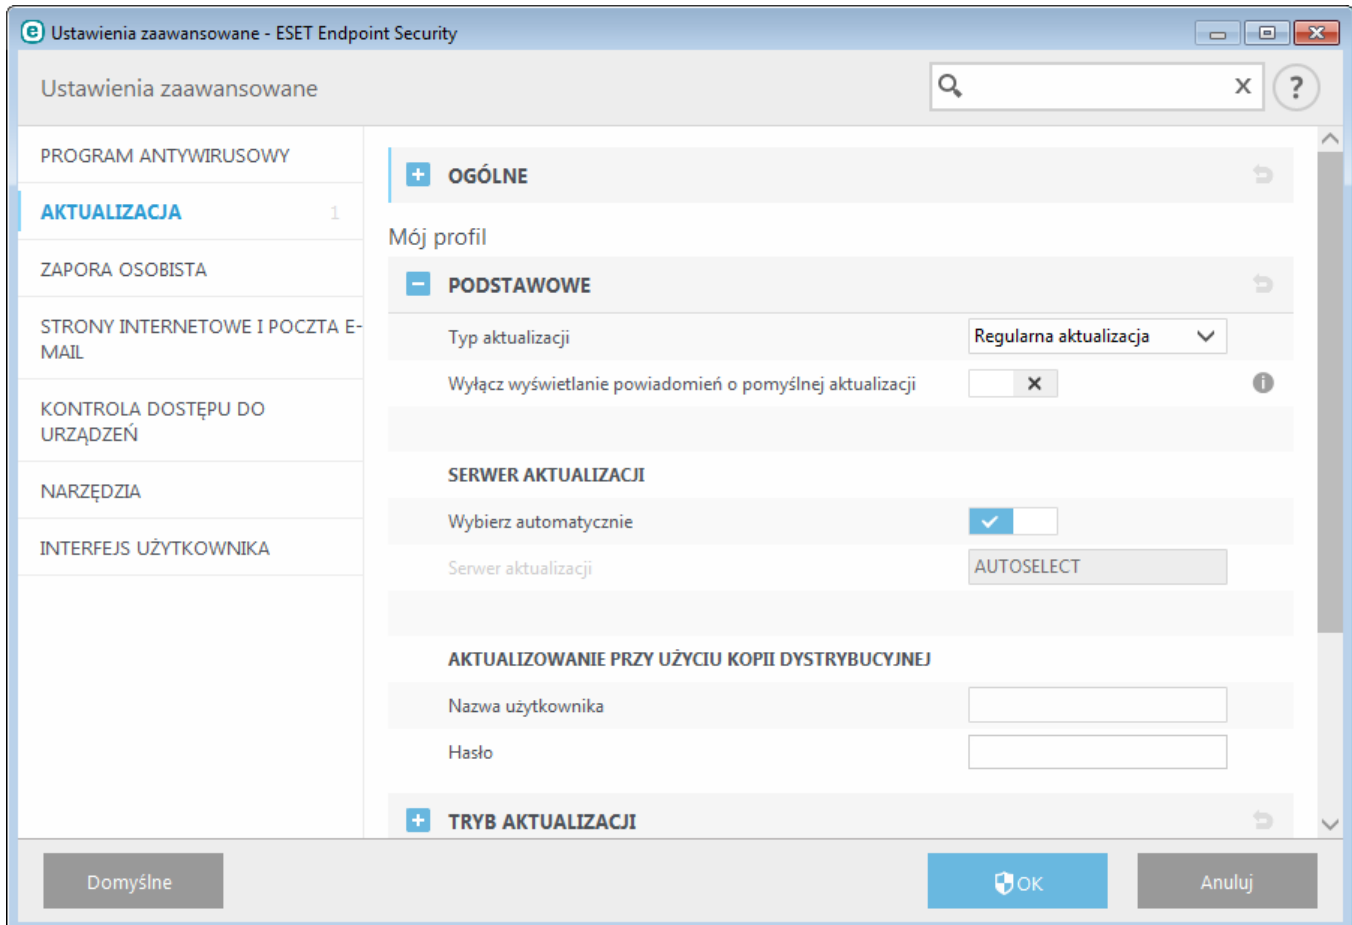 Ustawienia zaawansowane - ESET Endpoint Security
Ustawienia zaawansowane
PROGRAM ANTYWIRUSOWY
AKTUALIZACJA 1
ZAPORA OSOBISTA
STRONY INTERNETOWE I POCZTA E-
MAIL
KONTROLA DOSTĘPU DO
URZĄDZEŃ
NARZĘDZIA
INTERFEJS UŻYTKOWNIKA
OGÓLNE
Mój profil
PODSTAWOWE
Typ aktualizacji Regularna aktualizacja
Wyłącz wyświetlanie powiadomień o pomyślnej aktualizacji
SERWER AKTUALIZACJI
Wybierz automatycznie
Serwer aktualizacji AUTOSELECT
AKTUALIZOWANIE PRZY UŻYCIU KOPII DYSTRYBUCYJNEJ
Nazwa użytkownika
Hasło
TRYB AKTUALIZACJI
Domyślne OK Anuluj